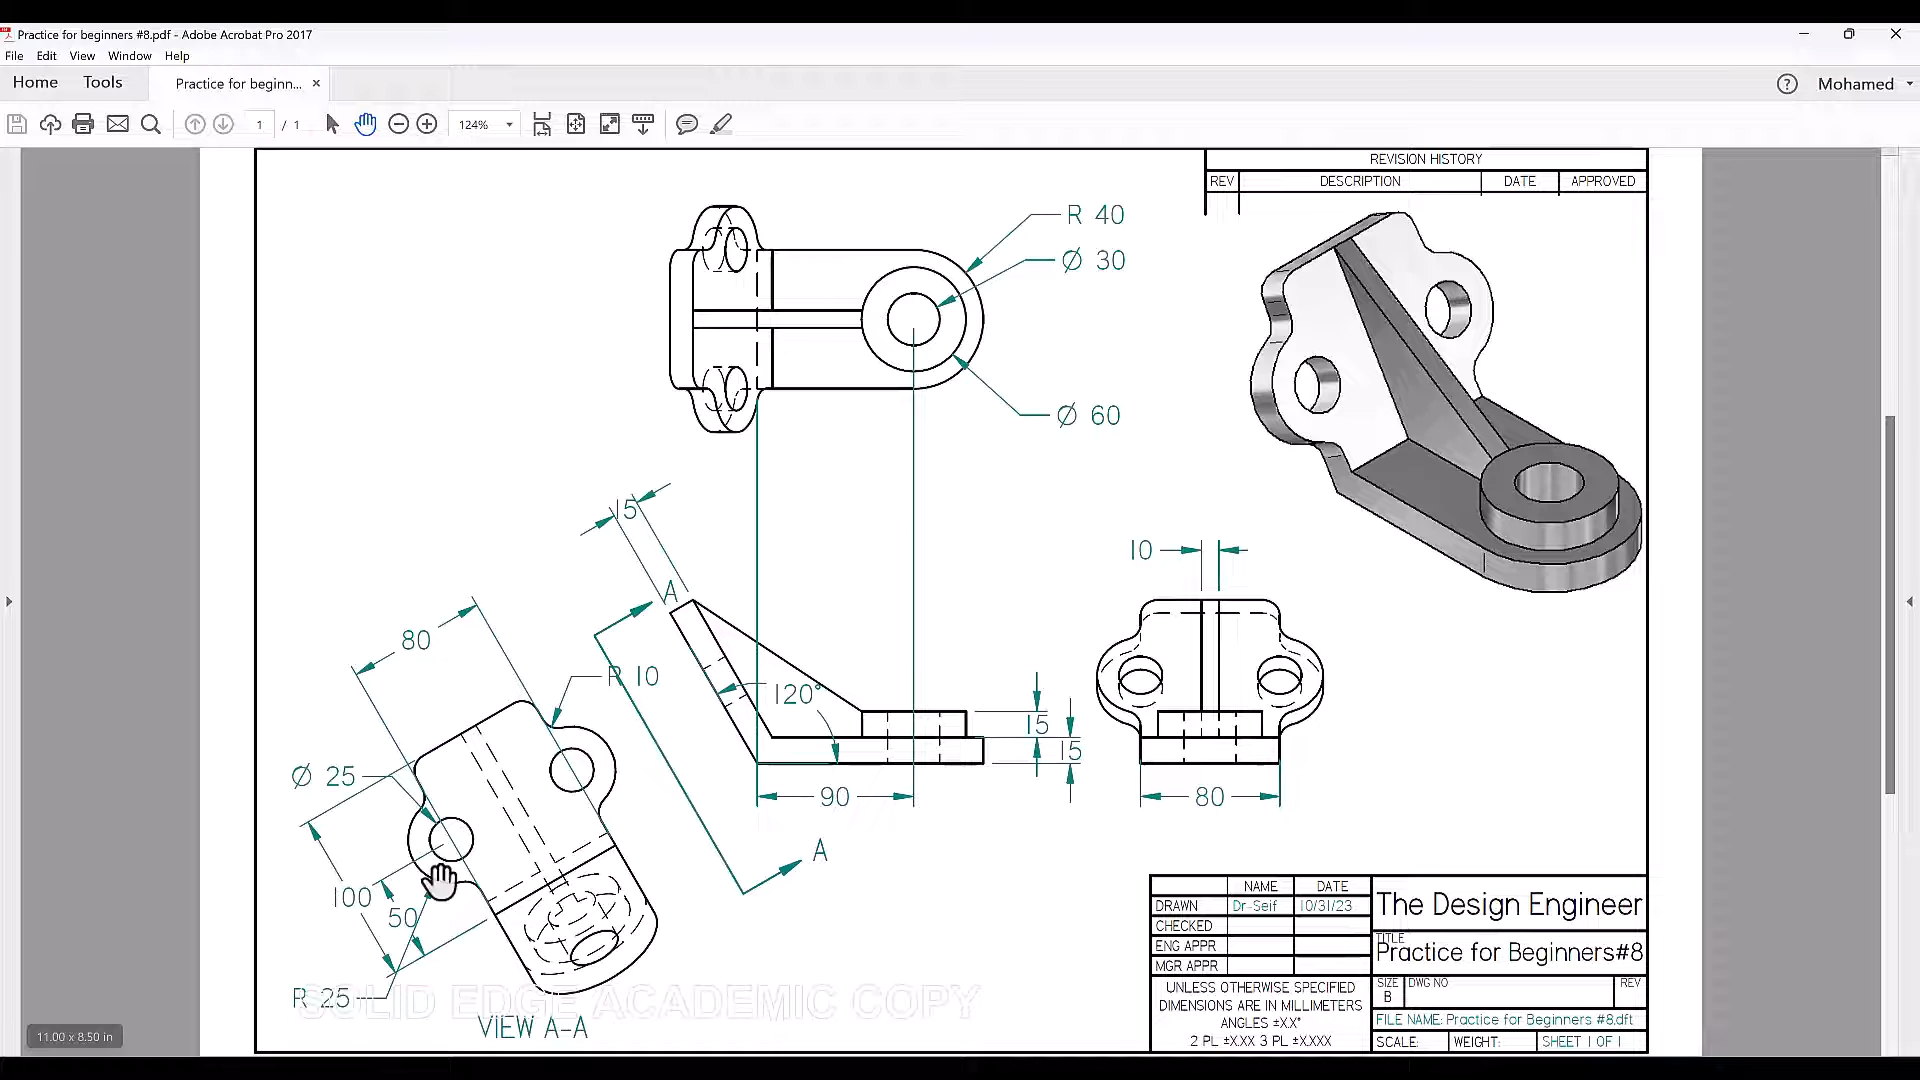 Practice for beginners #8.pdf - Adobe Acrobat Pro 2017
File Edit View Window Help
Home Tools Practice for beginn... × Mohamed
1 / 1 124%
REVISION HISTORY
REV DESCRIPTION DATE APPROVED
R 40
Ø 30
Ø 60
15
A
10
80
R 10
120°
15
15
Ø 25
90
80
A
100
50
R 25
SOLID EDGE ACADEMIC COPY
VIEW A-A
NAME DATE
DRAWN Dr-Seif 10/31/23
CHECKED
ENG APPR
MGR APPR
The Design Engineer
TITLE
Practice for Beginners#8
UNLESS OTHERWISE SPECIFIED
DIMENSIONS ARE IN MILLIMETERS
ANGLES ±X.X°
2 PL ±X.XX 3 PL ±X.XXX
SIZE DWG NO REV
B
FILE NAME: Practice for Beginners #8.dft
SCALE: WEIGHT: SHEET 1 OF 1
11.00 x 8.50 in